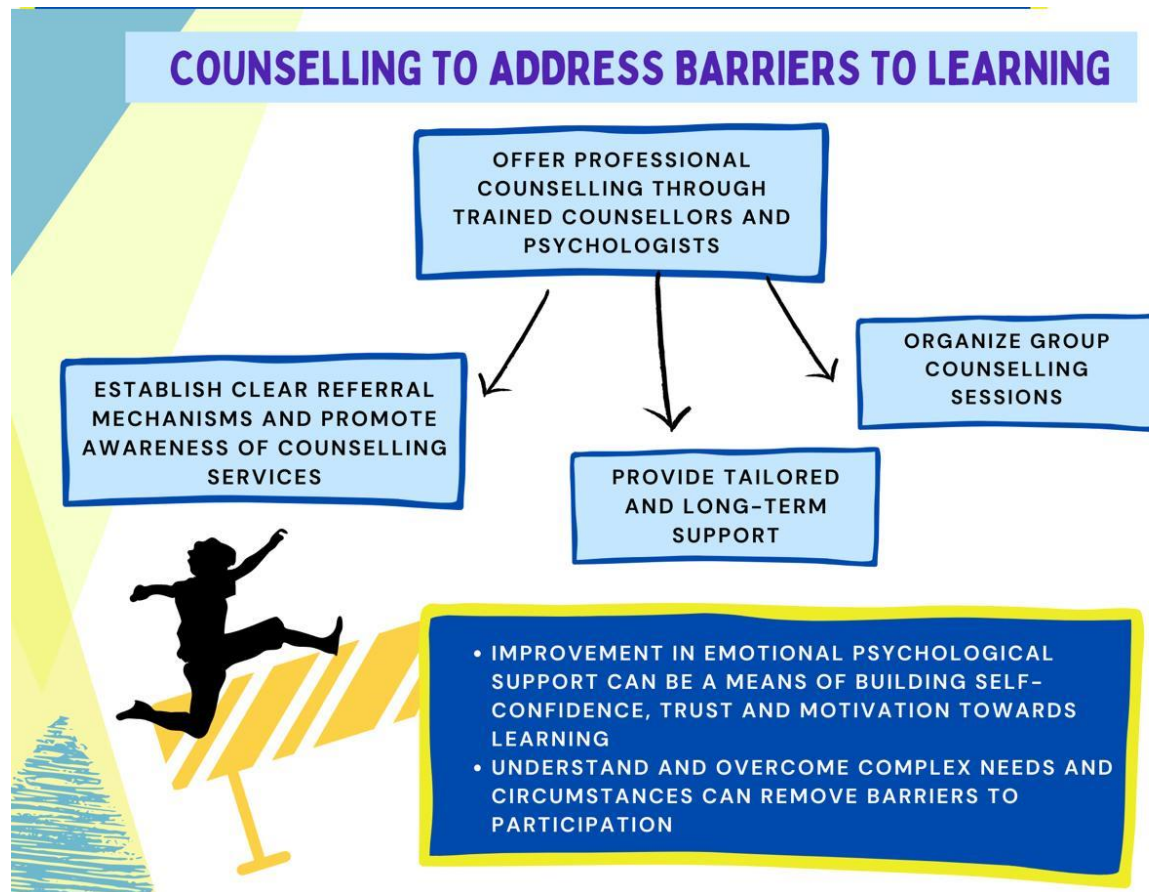 COUNSELLING TO ADDRESS BARRIERS TO LEARNING
OFFER PROFESSIONAL
COUNSELLING THROUGH
TRAINED COUNSELLORS AND
PSYCHOLOGISTS
ESTABLISH CLEAR REFERRAL
MECHANISMS AND PROMOTE
AWARENESS OF COUNSELLING
SERVICES
PROVIDE TAILORED
AND LONG-TERM
SUPPORT
ORGANIZE GROUP
COUNSELLING
SESSIONS
• IMPROVEMENT IN EMOTIONAL PSYCHOLOGICAL
SUPPORT CAN BE A MEANS OF BUILDING SELF-
CONFIDENCE, TRUST AND MOTIVATION TOWARDS
LEARNING
• UNDERSTAND AND OVERCOME COMPLEX NEEDS AND
CIRCUMSTANCES CAN REMOVE BARRIERS TO
PARTICIPATION